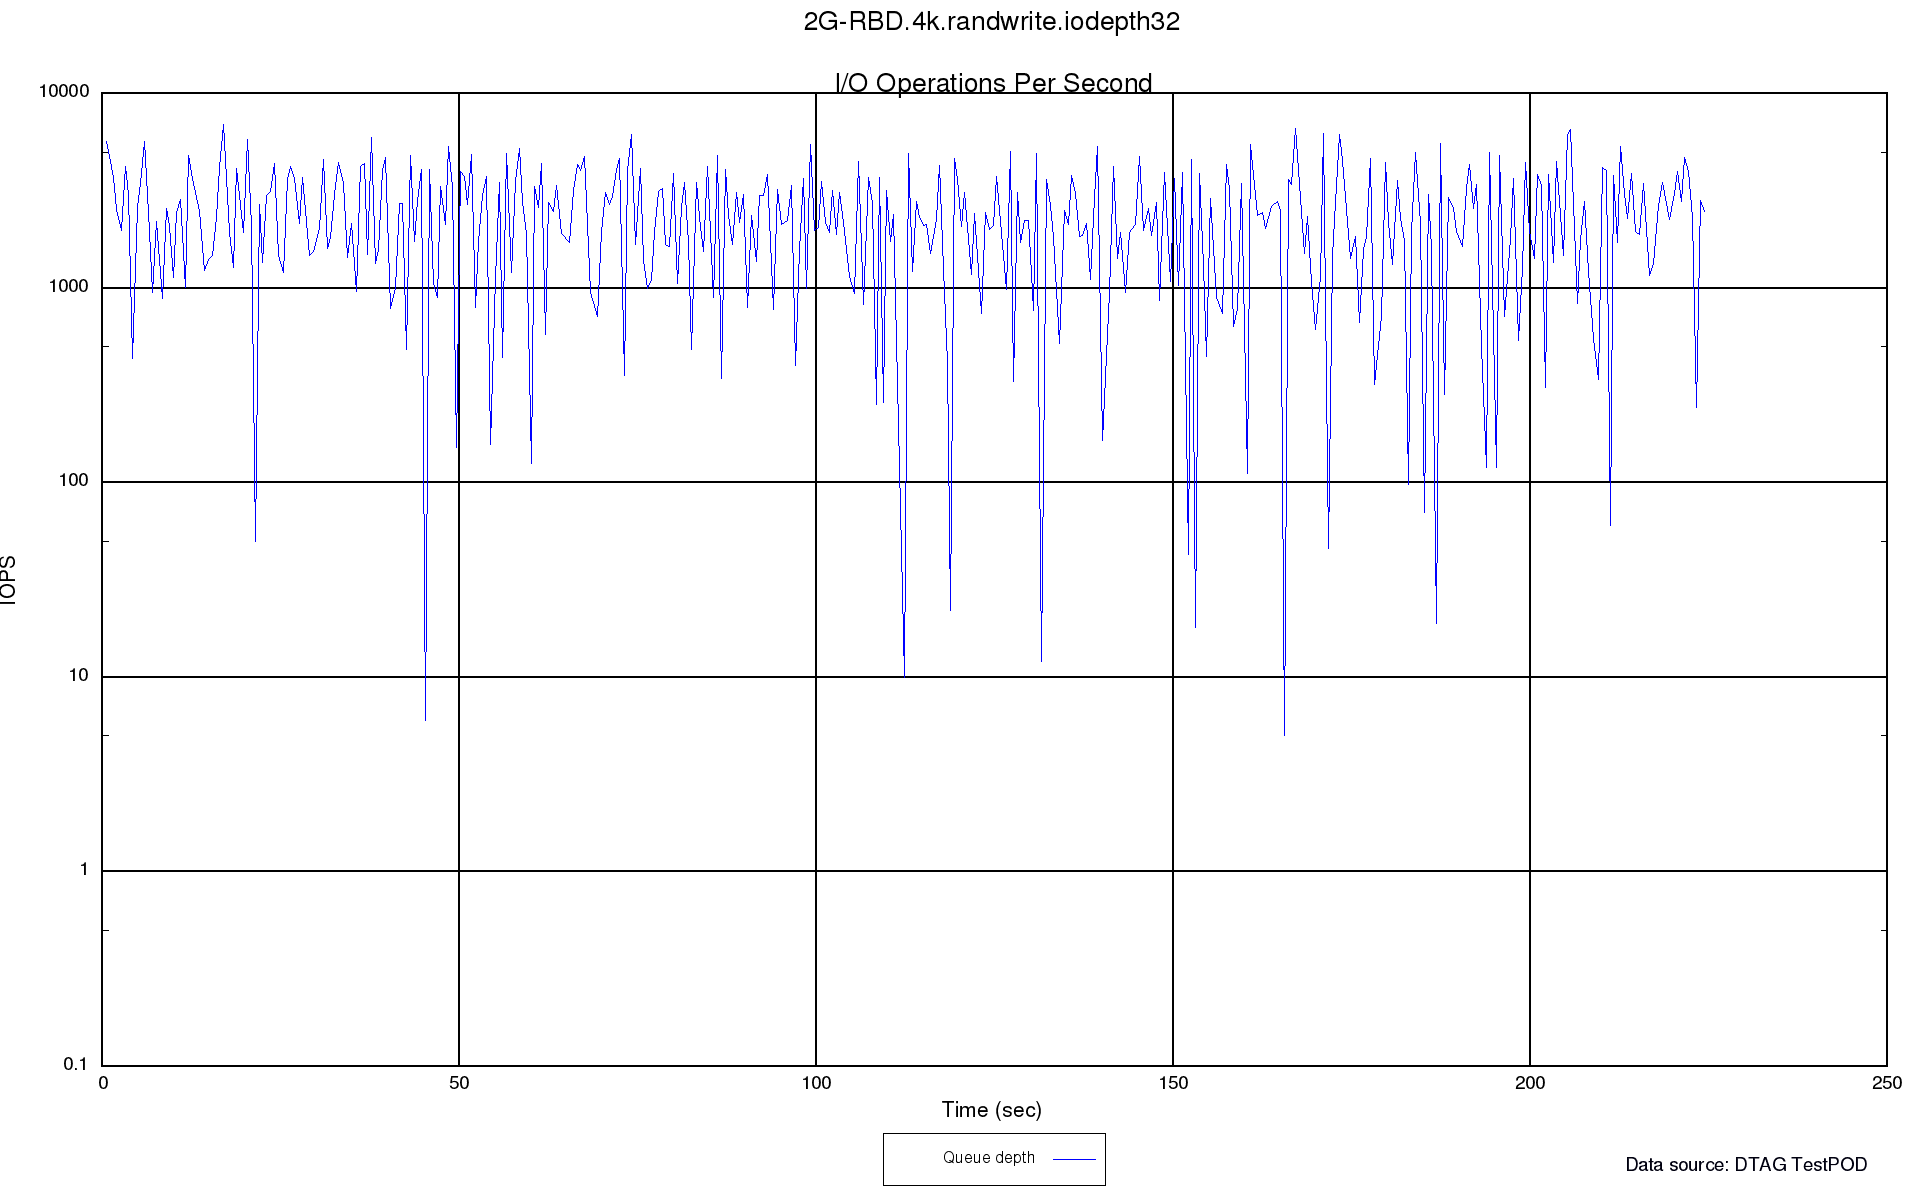 2G-RBD.4k.randwrite.iodepth32
I/O Operations Per Second
10000
1000
100
10
1
0.1
IOPS
0 50 100 150 200 250
Time (sec)
Queue depth
Data source: DTAG TestPOD